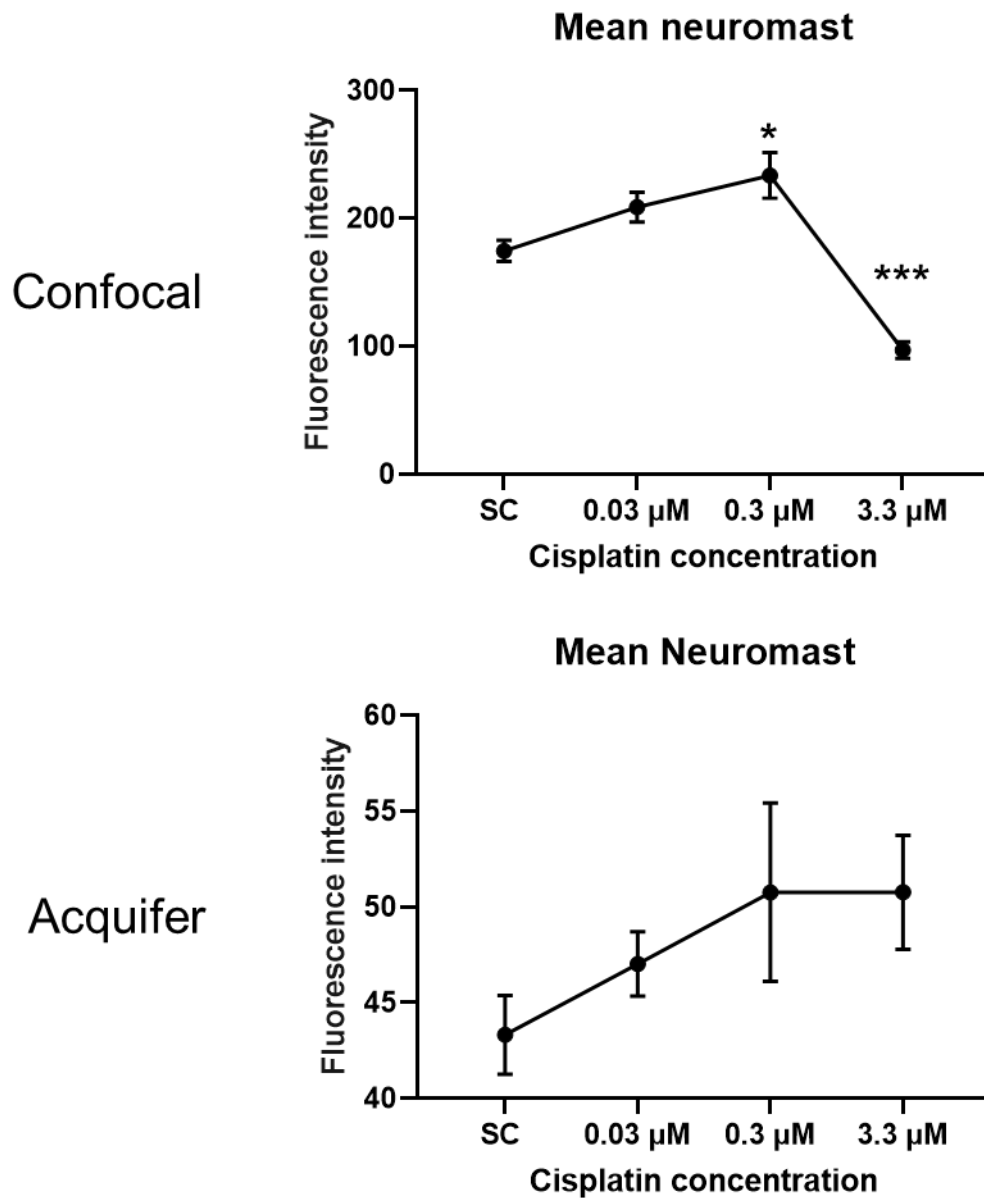 Mean neuromast
Confocal
Fluorescence intensity
300
200
100
0
*
***
SC 0.03 µM 0.3 µM 3.3 µM
Cisplatin concentration
Mean Neuromast
Acquifer
Fluorescence intensity
60
55
50
45
40
SC 0.03 µM 0.3 µM 3.3 µM
Cisplatin concentration